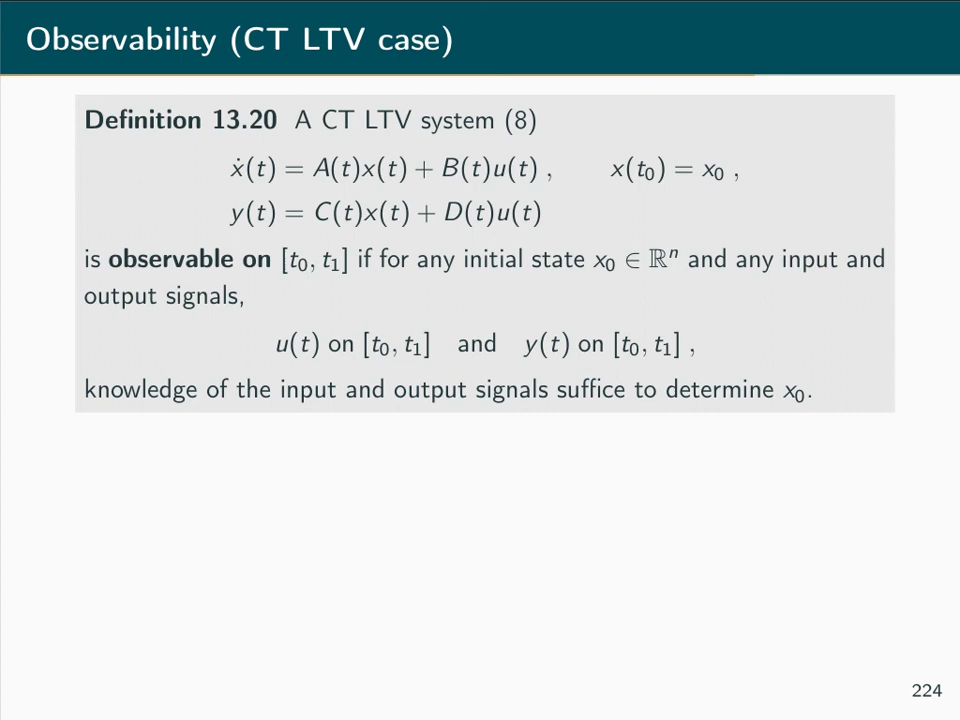 Observability (CT LTV case)
Definition 13.20 A CT LTV system (8)
ẋ(t) = A(t)x(t) + B(t)u(t) , x(t₀) = x₀ ,
y(t) = C(t)x(t) + D(t)u(t)
is observable on [t₀, t₁] if for any initial state x₀ ∈ ℝⁿ and any input and
output signals,
u(t) on [t₀, t₁] and y(t) on [t₀, t₁] ,
knowledge of the input and output signals suffice to determine x₀.
224